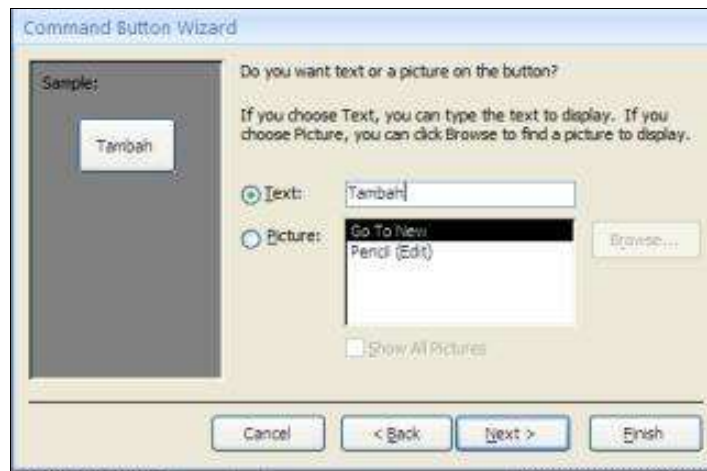 Command Button Wizard
Sample:
Tambah
Do you want text or a picture on the button?
If you choose Text, you can type the text to display. If you
choose Picture, you can click Browse to find a picture to display.
Text:
Tambah
Picture:
Go To New
Pencil (Edit)
Browse...
Show All Pictures
Cancel
< Back
Next >
Finish